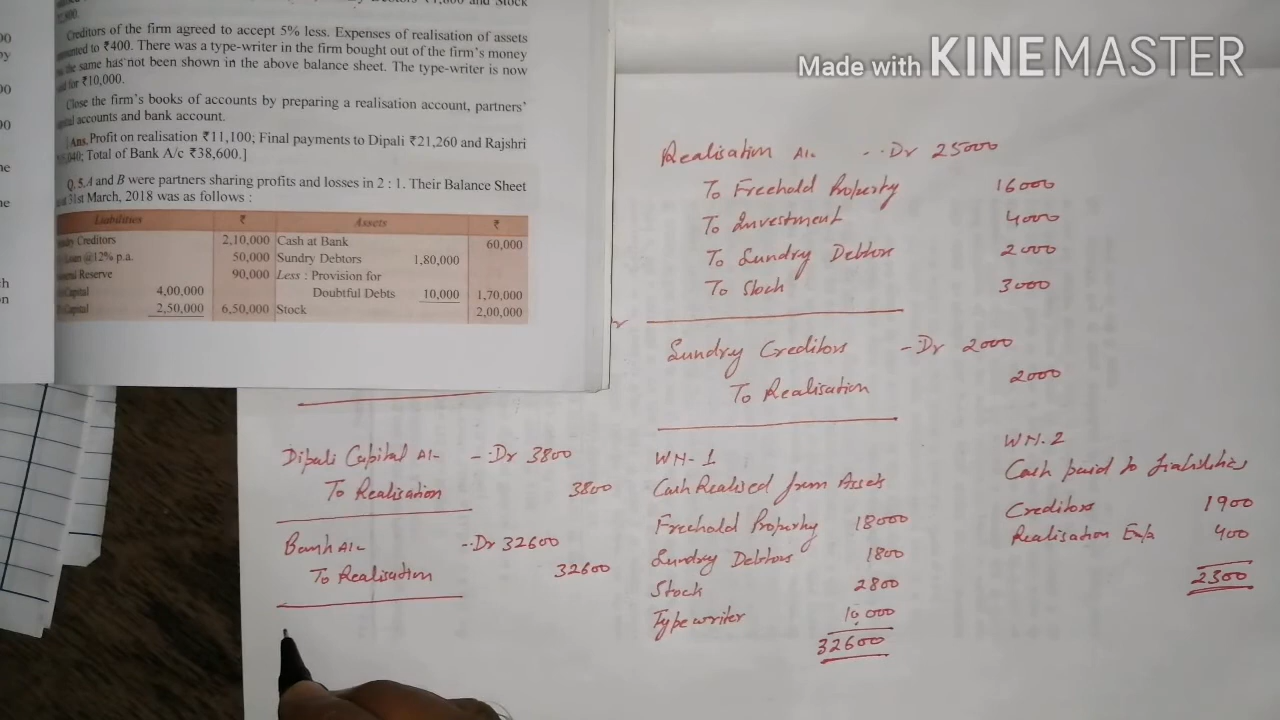 Creditors of the firm agreed to accept 5% less. Expenses of realisation of assets
to ₹400. There was a type-writer in the firm bought out of the firm's money
the same has not been shown in the above balance sheet. The type-writer is now
for ₹10,000.
Close the firm's books of accounts by preparing a realisation account, partners'
accounts and bank account.
[Ans. Profit on realisation ₹11,100; Final payments to Dipali ₹21,260 and Rajshri
Total of Bank A/c ₹38,600.]
Q. 5. A and B were partners sharing profits and losses in 2 : 1. Their Balance Sheet
31st March, 2018 was as follows :
Liabilities ₹ Assets ₹
Creditors 2,10,000 Cash at Bank 60,000
@12% p.a. 50,000 Sundry Debtors 1,80,000
Reserve 90,000 Less : Provision for
Capital 4,00,000 Doubtful Debts 10,000 1,70,000
Capital 2,50,000 6,50,000 Stock 2,00,000
Made with KINEMASTER
Realisation A/c - .Dr 25000
To Freehold Property 16000
To Investment 4000
To Sundry Debtors 2000
To Stock 3000
Sundry Creditors - .Dr 2000
To Realisation 2000
Dipali Capital A/c - .Dr 3800
To Realisation 3800
Bank A/c - .Dr 32600
To Realisation 32600
WN-1
Cash Realised from Assets
Freehold Property 18000
Sundry Debtors 1800
Stock 2800
Typewriter 10,000
32600
WN.2
Cash paid to Liabilities
Creditors 1900
Realisation Exp 400
2300